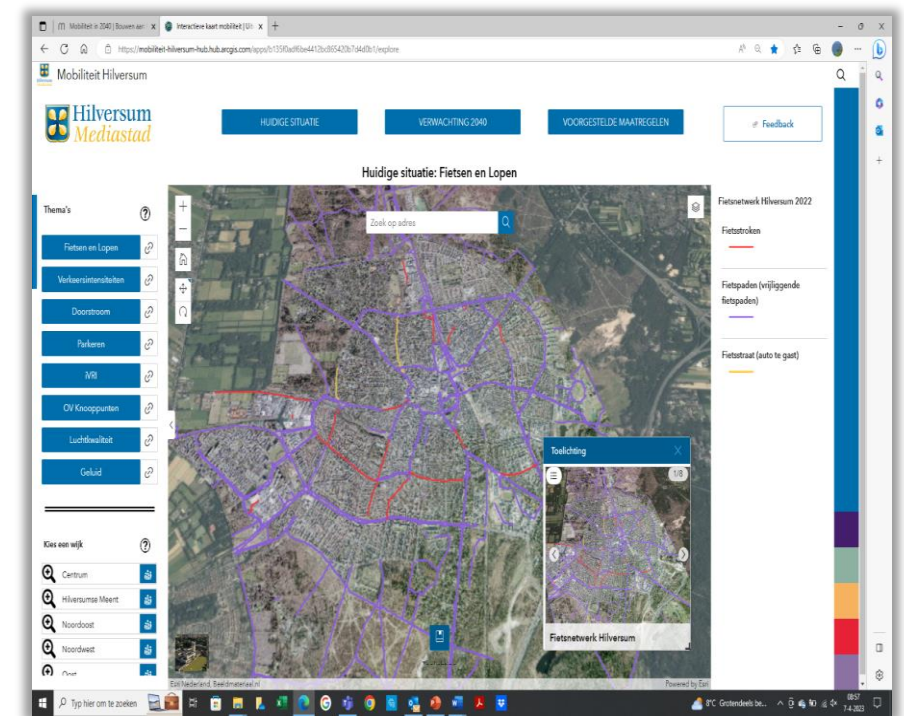 Mobiliteit in 2040 | Bouwen aan
Interactieve kaart mobiliteit | Uit
https://mobiliteit-hilversum-hub.hub.arcgis.com/apps/b135f0adf6be4412bc865420b7d4d0b1/explore
Mobiliteit Hilversum
Hilversum
Mediastad
HUIDIGE SITUATIE
VERWACHTING 2040
VOORGESTELDE MAATREGELEN
Feedback
Huidige situatie: Fietsen en Lopen
Thema's
Fietsen en Lopen
Verkeersintensiteiten
Doorstroom
Parkeren
iVRI
OV Knooppunten
Luchtkwaliteit
Geluid
Kies een wijk
Centrum
Hilversumse Meent
Noordoost
Noordwest
Oost
Zoek op adres
Toelichting
1/8
Fietsnetwerk Hilversum
Esri Nederland, Beeldmateriaal.nl
Powered by Esri
Fietsnetwerk Hilversum 2022
Fietsstroken
Fietspaden (vrijliggende
fietspaden)
Fietsstraat (auto te gast)
Typ hier om te zoeken
8°C Grotendeels be...
08:57
7-4-2023